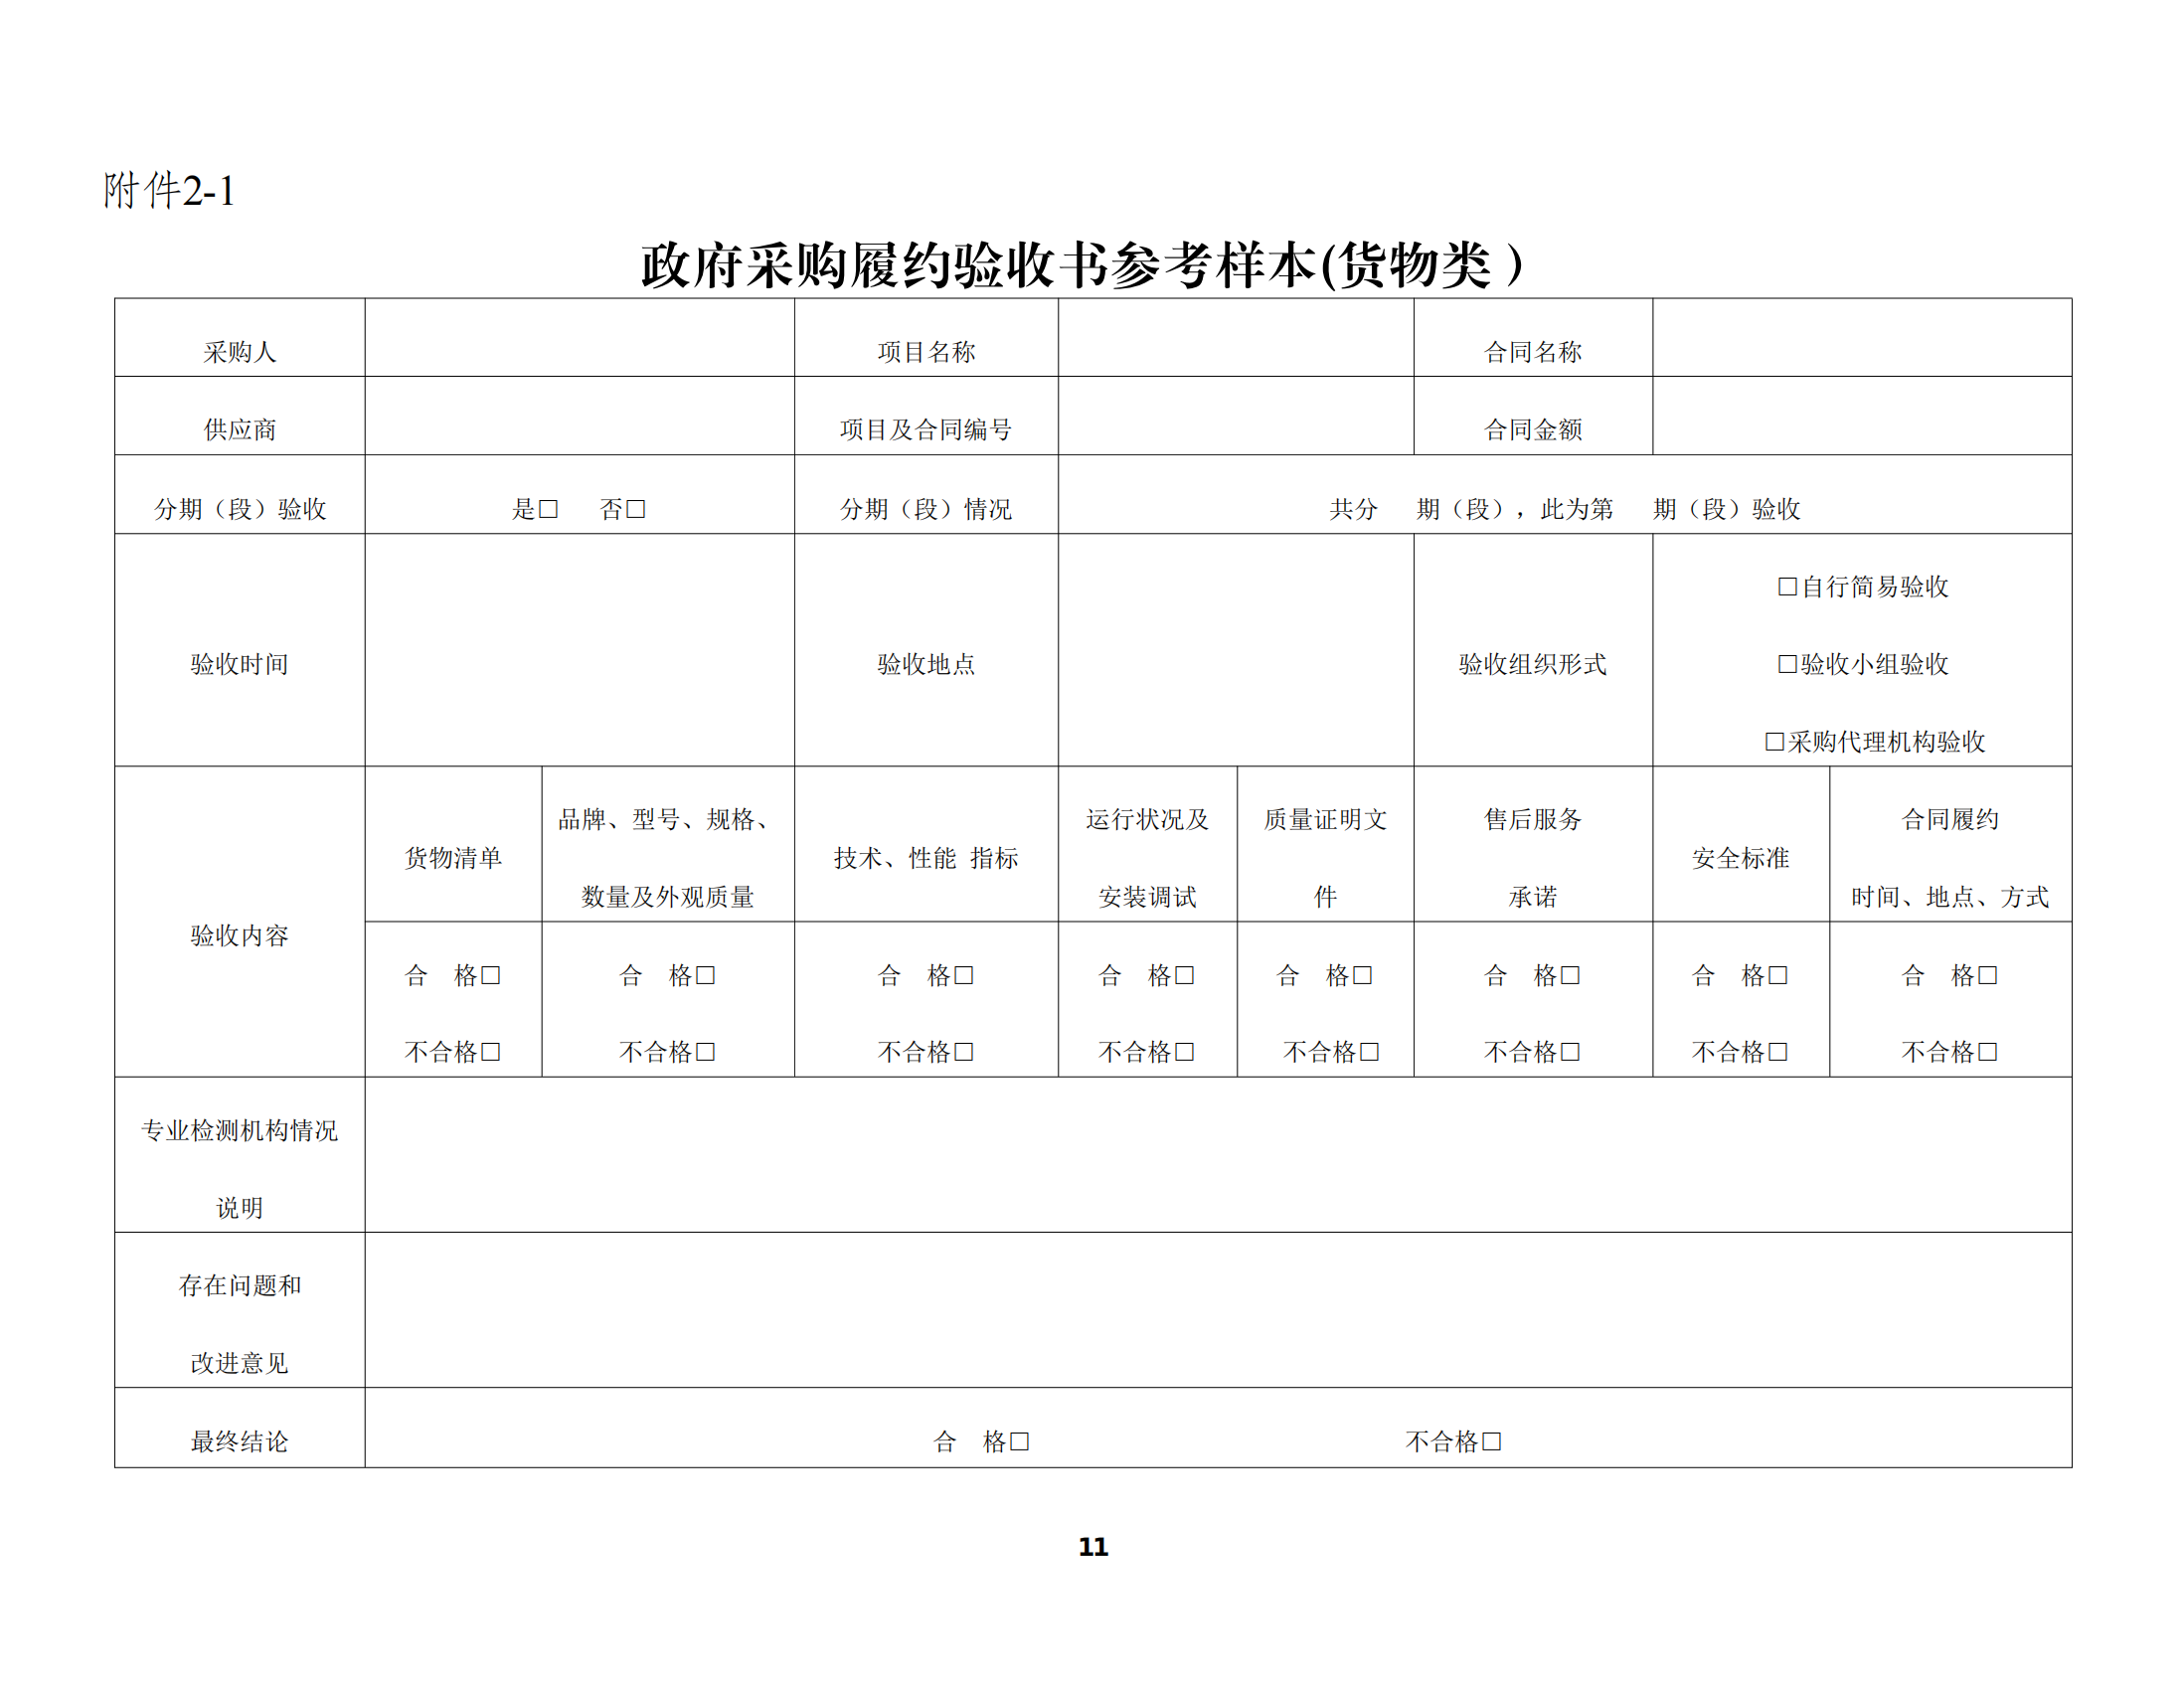 附件2-1
政府采购履约验收书参考样本(货物类）
采购人 项目名称 合同名称
供应商 项目及合同编号 合同金额
分期（段）验收 是□ 否□ 分期（段）情况 共分 期（段），此为第 期（段）验收
验收时间 验收地点 验收组织形式
□自行简易验收
□验收小组验收
□采购代理机构验收
验收内容
货物清单
品牌、型号、规格、
数量及外观质量
技术、性能 指标
运行状况及
安装调试
质量证明文
件
售后服务
承诺
安全标准
合同履约
时间、地点、方式
合 格□ 合 格□ 合 格□ 合 格□ 合 格□ 合 格□ 合 格□ 合 格□
不合格□ 不合格□ 不合格□ 不合格□ 不合格□ 不合格□ 不合格□ 不合格□
专业检测机构情况
说明
存在问题和
改进意见
最终结论 合 格□ 不合格□
11